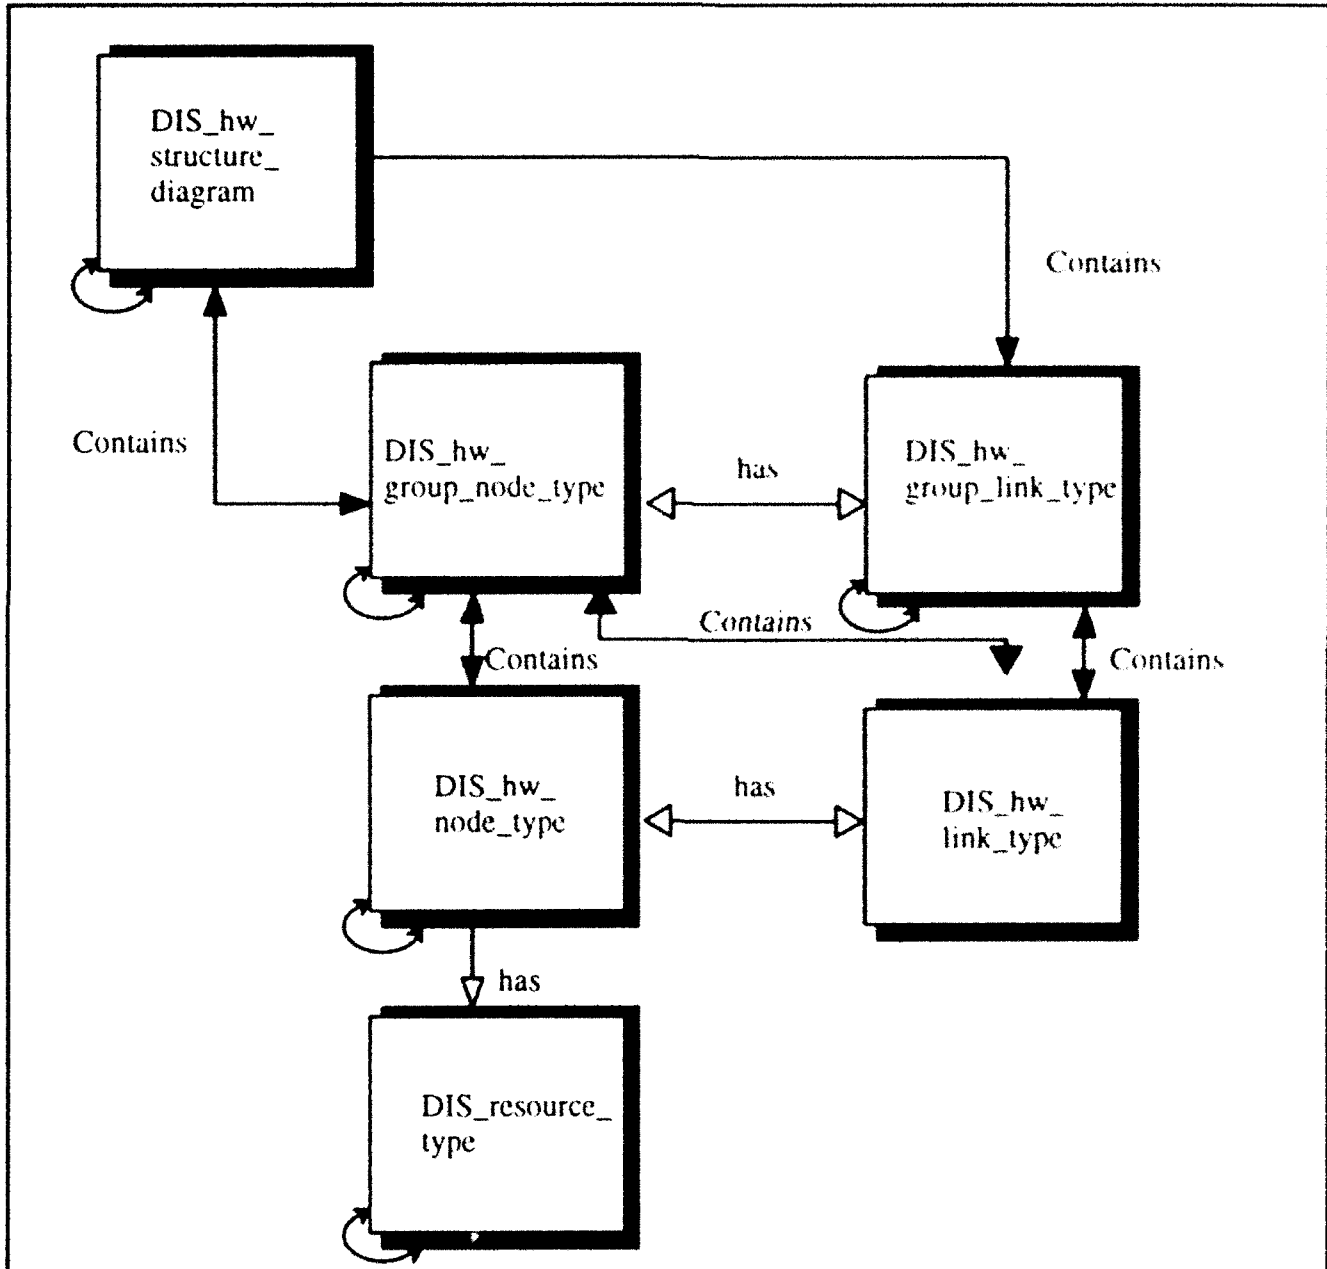 DIS_hw_
structure_
diagram
Contains
Contains
DIS_hw_
group_node_type
has
DIS_hw_
group_link_type
Contains
Contains
Contains
DIS_hw_
node_type
has
DIS_hw_
link_type
has
DIS_resource_
type